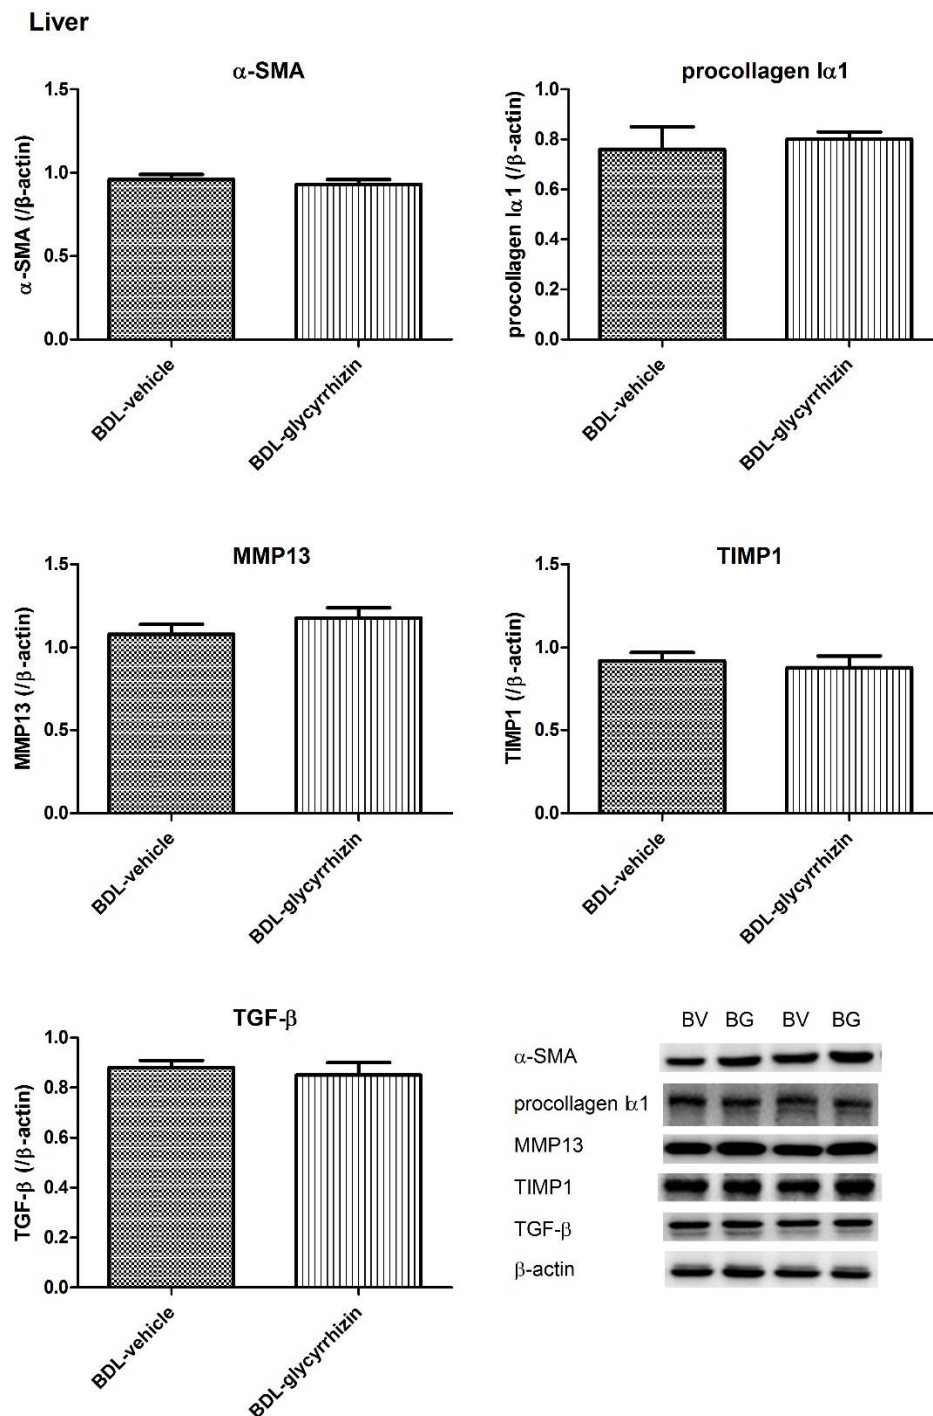 Liver
α-SMA
α-SMA (/β-actin)
1.5
1.0
0.5
0.0
BDL-vehicle
BDL-glycyrrhizin
procollagen Iα1
procollagen Iα1 (/β-actin)
1.0
0.8
0.6
0.4
0.2
0.0
BDL-vehicle
BDL-glycyrrhizin
MMP13
MMP13 (/β-actin)
1.5
1.0
0.5
0.0
BDL-vehicle
BDL-glycyrrhizin
TIMP1
TIMP1 (/β-actin)
1.5
1.0
0.5
0.0
BDL-vehicle
BDL-glycyrrhizin
TGF-β
TGF-β (/β-actin)
1.0
0.8
0.6
0.4
0.2
0.0
BDL-vehicle
BDL-glycyrrhizin
BV BG BV BG
α-SMA
procollagen Iα1
MMP13
TIMP1
TGF-β
β-actin